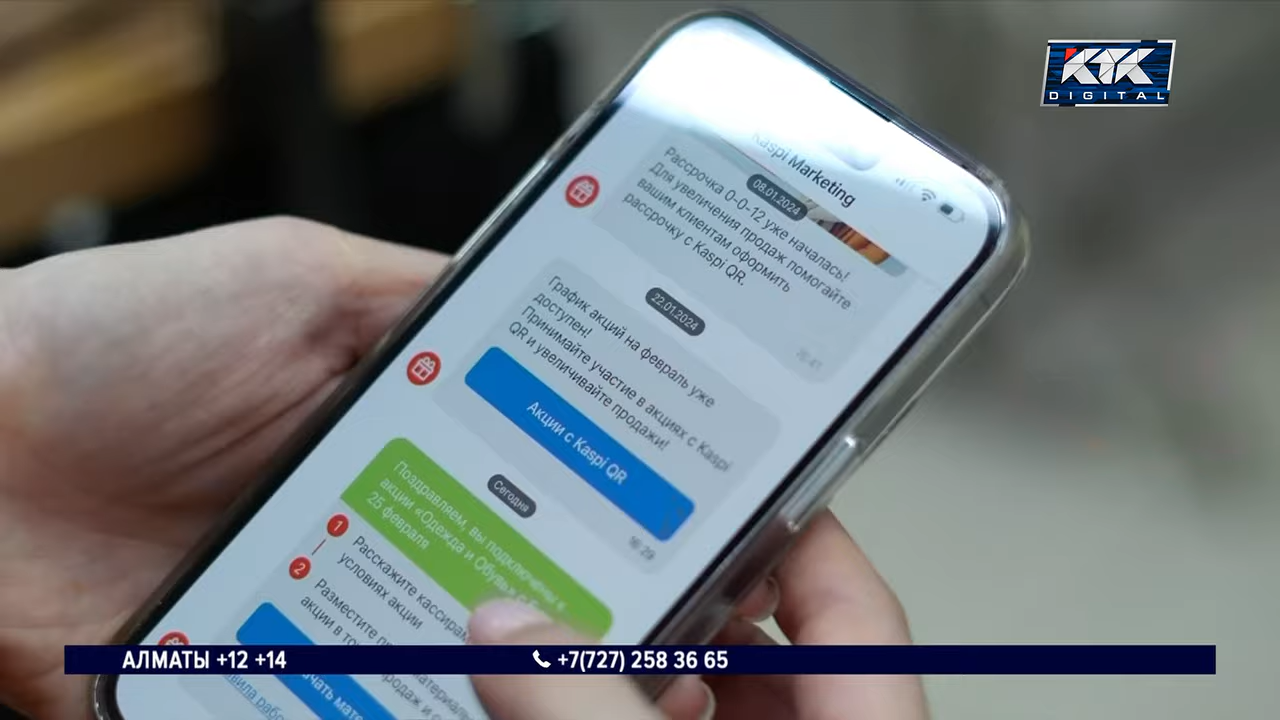 KTK
DIGITAL
Kaspi Marketing
08.01.2024
Рассрочка 0-0-12 уже началась!
Для увеличения продаж помогайте
вашим клиентам оформить
рассрочку с Kaspi QR.
22.01.2024
График акций на февраль уже
доступен!
Принимайте участие в акциях с Kaspi
QR и увеличивайте продажи!
Акции с Kaspi QR
16:29
Сегодня
Поздравляем, вы подключены к
акции «Одежда и Обувь» с
25 февраля
1
Расскажите кассирам
условиях акции
2
Разместите
акции в
АЛМАТЫ +12 +14
+7(727) 258 36 65